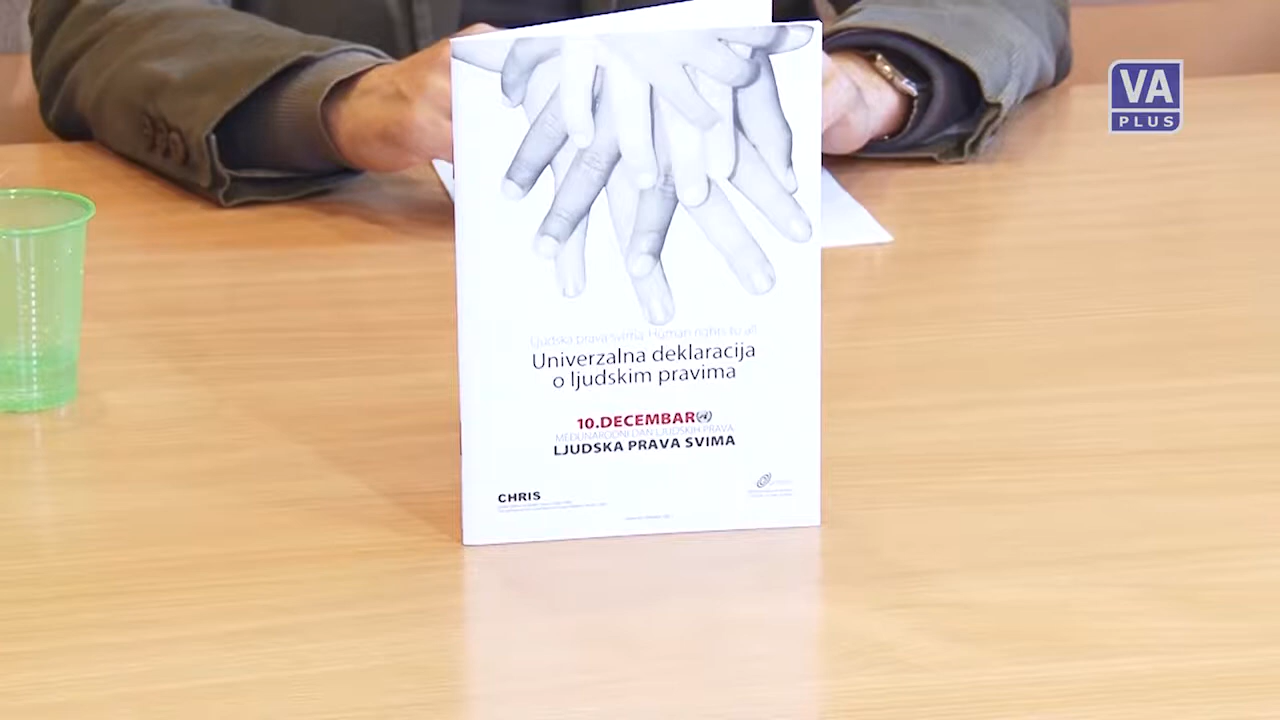 VA
PLUS
Ljudska prava svima. Human rights to all
Univerzalna deklaracija
o ljudskim pravima
10.DECEMBAR
MEĐUNARODNI DAN LJUDSKIH PRAVA
LJUDSKA PRAVA SVIMA
CHRIS